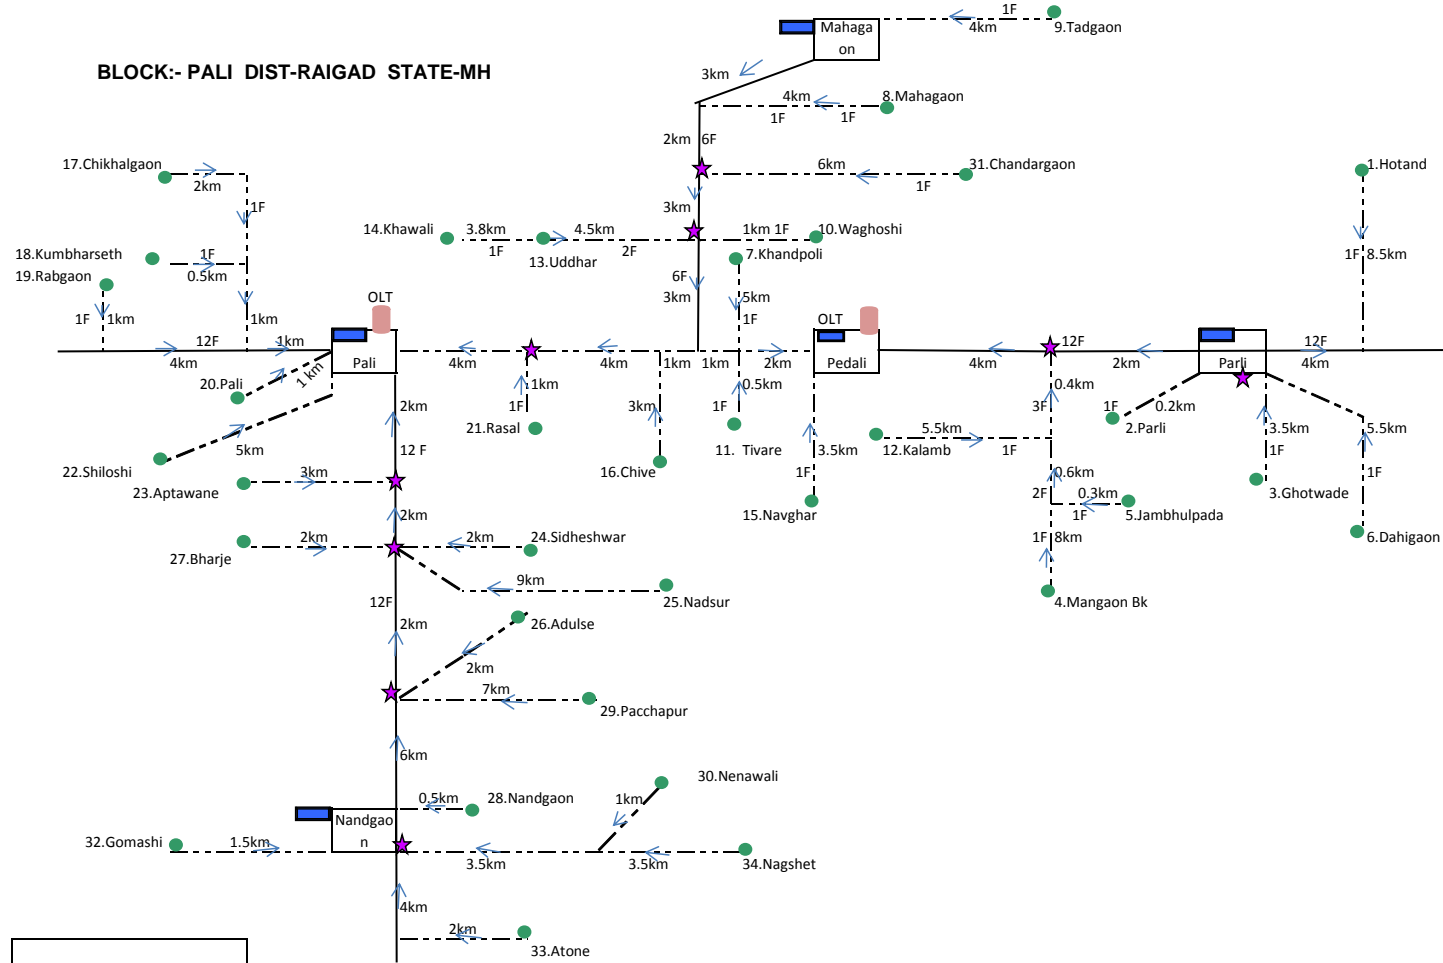 1F
Mahaga
on
4km
9.Tadgaon
BLOCK:- PALI DIST-RAIGAD STATE-MH
3km
4km
8.Mahagaon
1F
1F
2km
6F
17.Chikhalgaon
2km
6km
31.Chandargaon
1F
1.Hotand
1F
3km
14.Khawali
3.8km
4.5km
1km 1F
10.Waghoshi
1F
13.Uddhar
2F
7.Khandpoli
18.Kumbharseth
1F
0.5km
19.Rabgaon
6F
3km
5km
1F
1F
8.5km
OLT
OLT
1F
1km
1km
12F
1km
4km
Pali
4km
4km
1km
1km
2km
Pedali
4km
12F
2km
Parli
12F
4km
20.Pali
1 km
2km
1km
1F
3km
0.5km
1F
0.4km
3F
1F
0.2km
2.Parli
3.5km
1F
5.5km
1F
21.Rasal
16.Chive
11. Tivare
3.5km
1F
5.5km
12.Kalamb
1F
5km
22.Shiloshi
12 F
3km
23.Aptawane
0.6km
2F
0.3km
1F
5.Jambhulpada
3.Ghotwade
6.Dahigaon
15.Navghar
2km
2km
27.Bharje
2km
24.Sidheshwar
1F
8km
9km
25.Nadsur
4.Mangaon Bk
12F
2km
26.Adulse
2km
7km
29.Pacchapur
6km
30.Nenawali
1km
0.5km
28.Nandgaon
Nandgao
n
32.Gomashi
1.5km
3.5km
3.5km
34.Nagshet
4km
2km
33.Atone